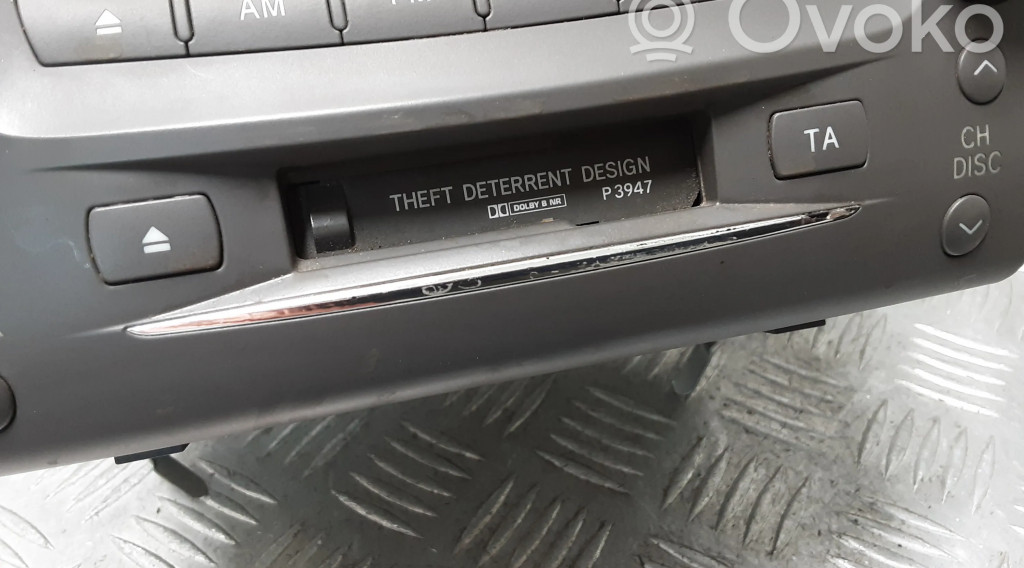 Ovoko
AM
TA
CH
DISC
THEFT DETERRENT DESIGN
P3947
DOLBY B NR